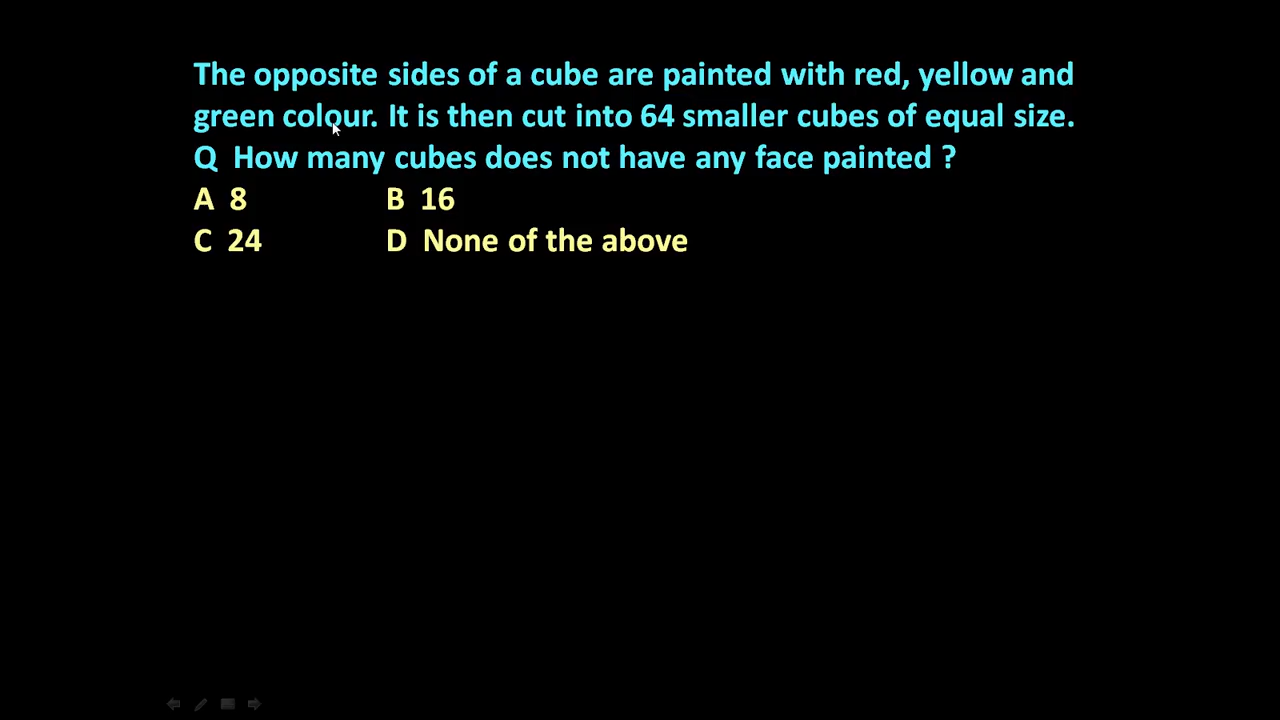 The opposite sides of a cube are painted with red, yellow and
green colour. It is then cut into 64 smaller cubes of equal size.
Q How many cubes does not have any face painted ?
A 8 B 16
C 24 D None of the above